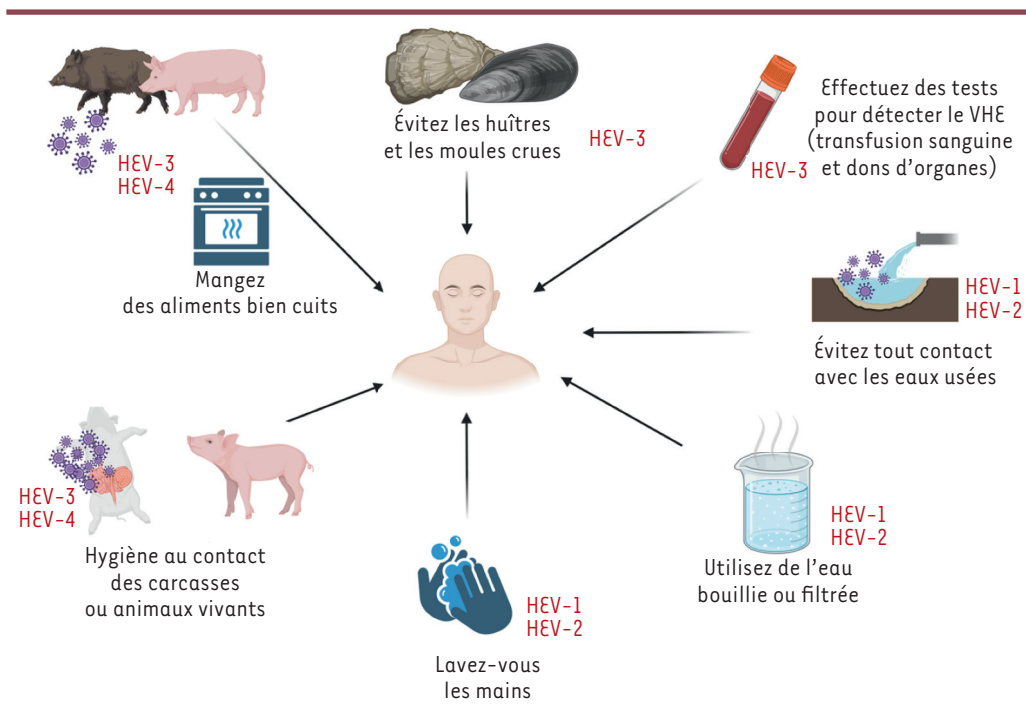 HEV-3
HEV-4
Mangez
des aliments bien cuits
Évitez les huîtres
et les moules crues
HEV-3
Effectuez des tests
pour détecter le VHE
(transfusion sanguine
et dons d'organes)
HEV-3
HEV-1
HEV-2
Évitez tout contact
avec les eaux usées
HEV-3
HEV-4
Hygiène au contact
des carcasses
ou animaux vivants
HEV-1
HEV-2
Lavez-vous
les mains
HEV-1
HEV-2
Utilisez de l'eau
bouillie ou filtrée